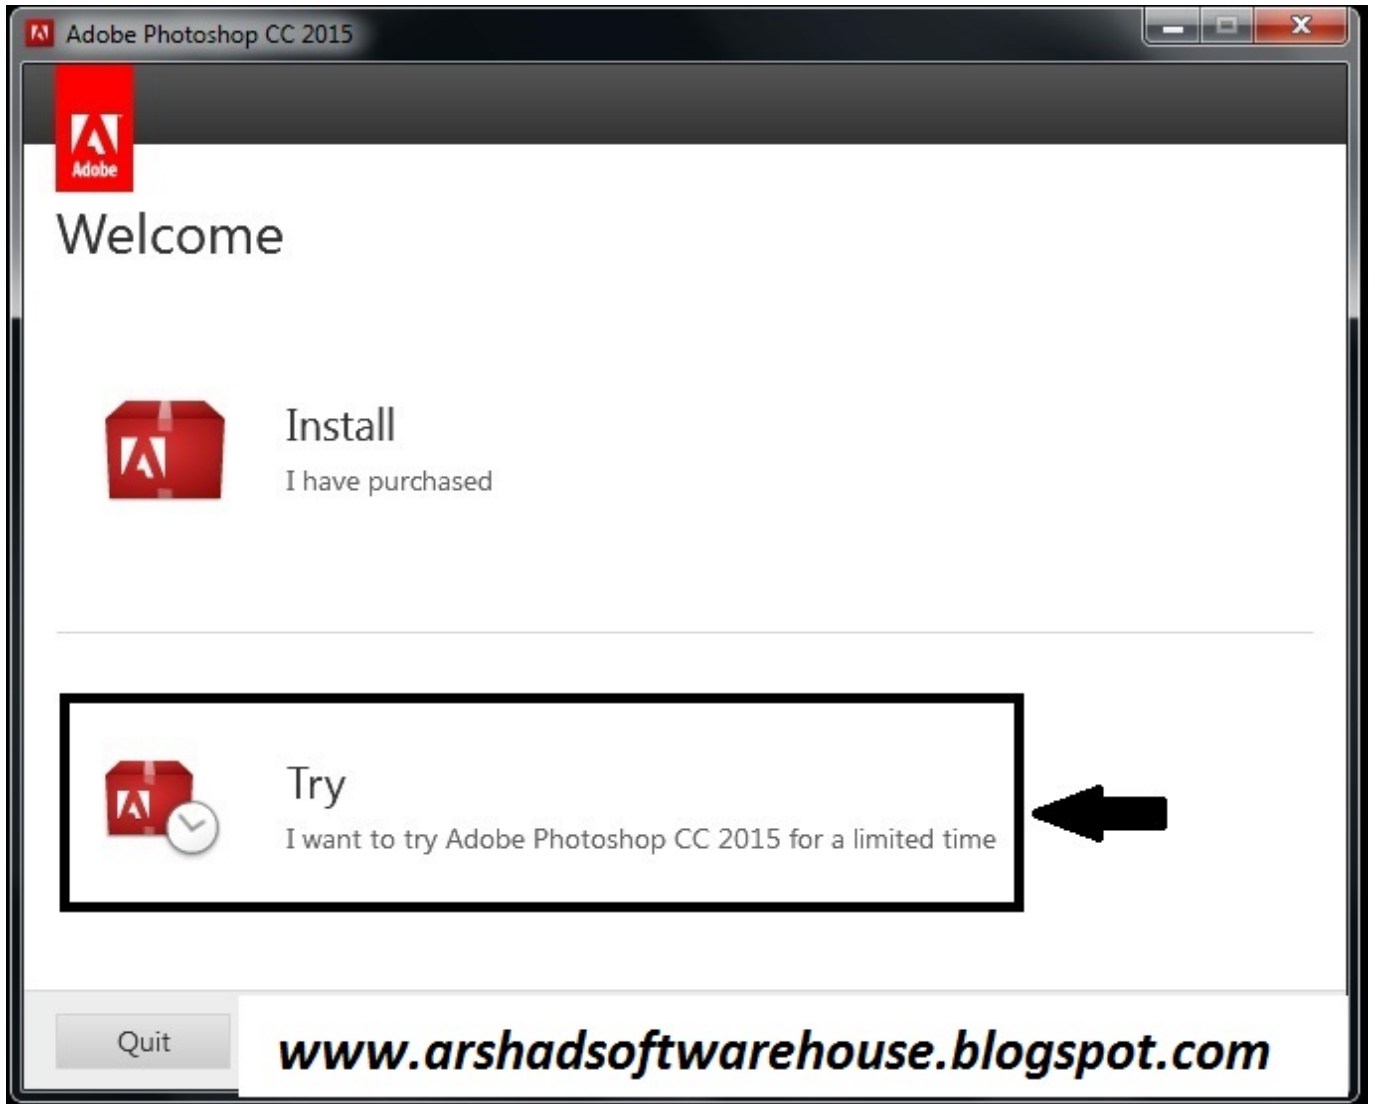 Adobe Photoshop CC 2015
Adobe
Welcome
Install
I have purchased
Try
I want to try Adobe Photoshop CC 2015 for a limited time
Quit
www.arshadsoftwarehouse.blogspot.com